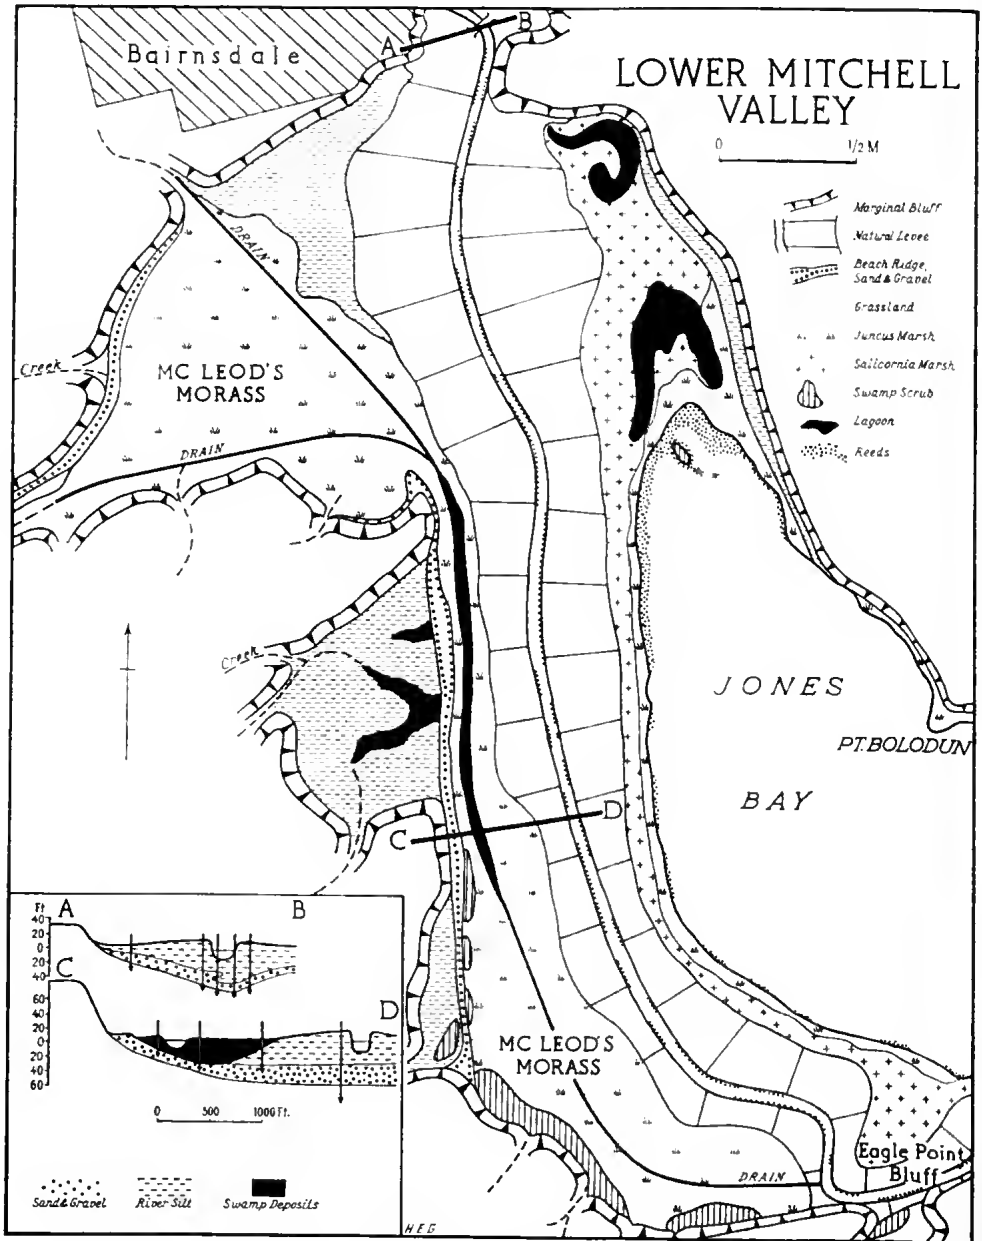 Bairnsdale
A
B
LOWER MITCHELL
VALLEY
0 1/2 M
Marginal Bluff
Natural Levee
Beach Ridge,
Sand & Gravel
Grassland
Juncus Marsh
Salicornia Marsh
Swamp Scrub
Lagoon
Reeds
DRAIN
Creek
MC LEOD'S
MORASS
DRAIN
Creek
JONES
BAY
PT. BOLODUN
C
D
MC LEOD'S
MORASS
Eagle Point
Bluff
DRAIN
A
B
Ft
40
20
0
20
40
C
D
60
40
20
0
20
40
60
0 500 1000 Ft.
Sand & Gravel
River Silt
Swamp Deposits
HEG